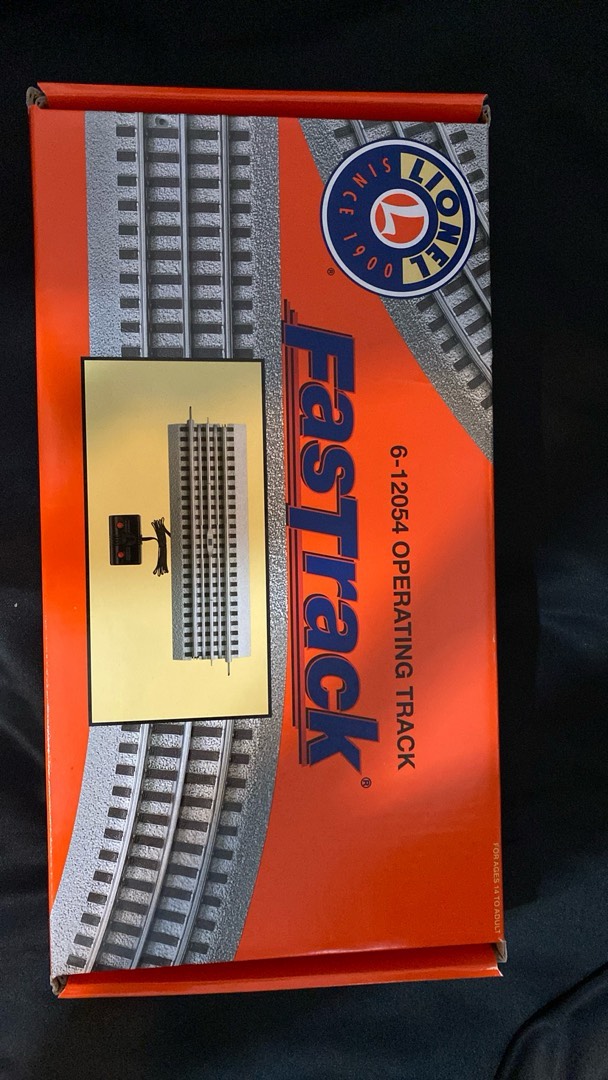 LIONEL
SINCE 1900
L
®
FasTrack®
6-12054 OPERATING TRACK
FOR AGES 14 TO ADULT